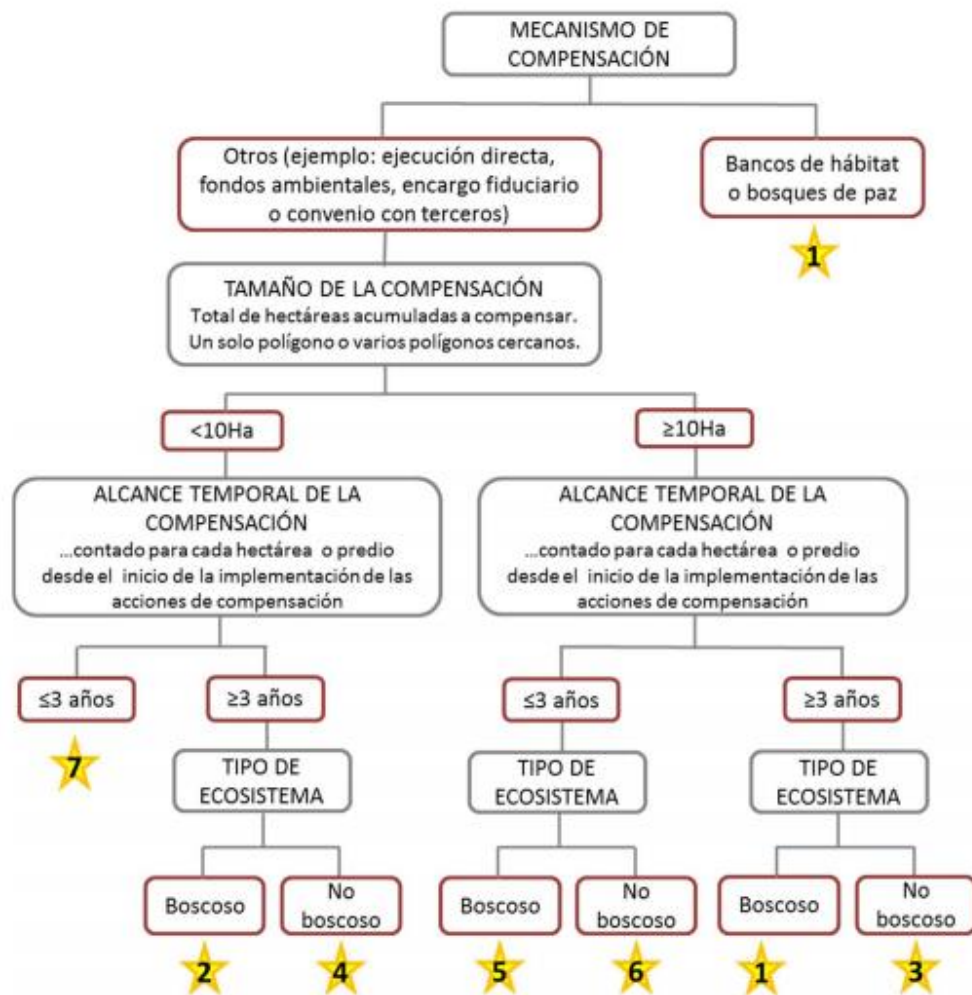 MECANISMO DE
COMPENSACIÓN
Otros (ejemplo: ejecución directa,
fondos ambientales, encargo fiduciario
o convenio con terceros)
Bancos de hábitat
o bosques de paz
1
TAMAÑO DE LA COMPENSACIÓN
Total de hectáreas acumuladas a compensar.
Un solo polígono o varios polígonos cercanos.
<10Ha
≥10Ha
ALCANCE TEMPORAL DE LA
COMPENSACIÓN
...contado para cada hectárea o predio
desde el inicio de la implementación de las
acciones de compensación
ALCANCE TEMPORAL DE LA
COMPENSACIÓN
...contado para cada hectárea o predio
desde el inicio de la implementación de las
acciones de compensación
≤3 años
≥3 años
≤3 años
≥3 años
7
TIPO DE
ECOSISTEMA
TIPO DE
ECOSISTEMA
TIPO DE
ECOSISTEMA
Boscoso
No
boscoso
Boscoso
No
boscoso
Boscoso
No
boscoso
2
4
5
6
1
3